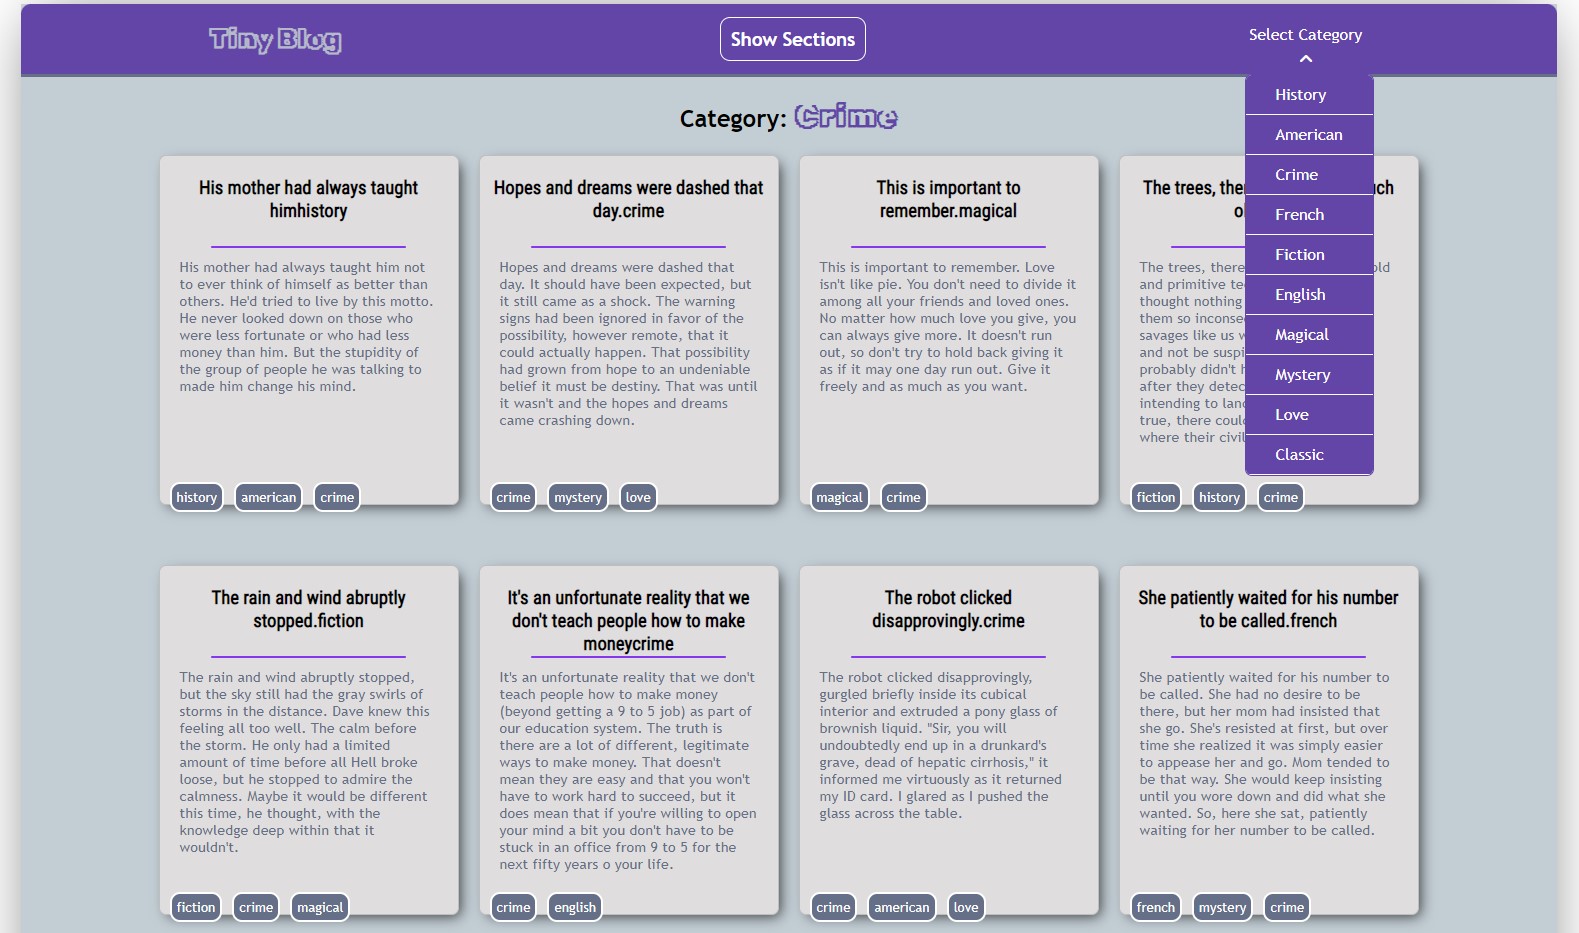 Tiny Blog
Show Sections
Select Category
History
American
Crime
French
Fiction
English
Magical
Mystery
Love
Classic
Category: Crime
His mother had always taught
himhistory
His mother had always taught him not
to ever think of himself as better than
others. He'd tried to live by this motto.
He never looked down on those who
were less fortunate or who had less
money than him. But the stupidity of
the group of people he was talking to
made him change his mind.
history american crime
Hopes and dreams were dashed that
day.crime
Hopes and dreams were dashed that
day. It should have been expected, but
it still came as a shock. The warning
signs had been ignored in favor of the
possibility, however remote, that it
could actually happen. That possibility
had grown from hope to an undeniable
belief it must be destiny. That was until
it wasn't and the hopes and dreams
came crashing down.
crime mystery love
This is important to
remember.magical
This is important to remember. Love
isn't like pie. You don't need to divide it
among all your friends and loved ones.
No matter how much love you give, you
can always give more. It doesn't run
out, so don't try to hold back giving it
as if it may one day run out. Give it
freely and as much as you want.
magical crime
The trees,
The trees, there old
and primitive
thought nothing
them so
savages like us
and not be
probably didn't
after they
intending to
true, there
where their
fiction history crime
The rain and wind abruptly
stopped.fiction
The rain and wind abruptly stopped,
but the sky still had the gray swirls of
storms in the distance. Dave knew this
feeling all too well. The calm before
the storm. He only had a limited
amount of time before all Hell broke
loose, but he stopped to admire the
calmness. Maybe it would be different
this time, he thought, with the
knowledge deep within that it
wouldn't.
fiction crime magical
It's an unfortunate reality that we
don't teach people how to make
moneycrime
It's an unfortunate reality that we don't
teach people how to make money
(beyond getting a 9 to 5 job) as part of
our education system. The truth is
there are a lot of different, legitimate
ways to make money. That doesn't
mean they are easy and that you won't
have to work hard to succeed, but it
does mean that if you're willing to open
your mind a bit you don't have to be
stuck in an office from 9 to 5 for the
next fifty years o your life.
crime english
The robot clicked
disapprovingly.crime
The robot clicked disapprovingly,
gurgled briefly inside its cubical
interior and extruded a pony glass of
brownish liquid. "Sir, you will
undoubtedly end up in a drunkard's
grave, dead of hepatic cirrhosis," it
informed me virtuously as it returned
my ID card. I glared as I pushed the
glass across the table.
crime american love
She patiently waited for his number
to be called.french
She patiently waited for his number to
be called. She had no desire to be
there, but her mom had insisted that
she go. She's resisted at first, but over
time she realized it was simply easier
to appease her and go. Mom tended to
be that way. She would keep insisting
until you wore down and did what she
wanted. So, here she sat, patiently
waiting for her number to be called.
french mystery crime